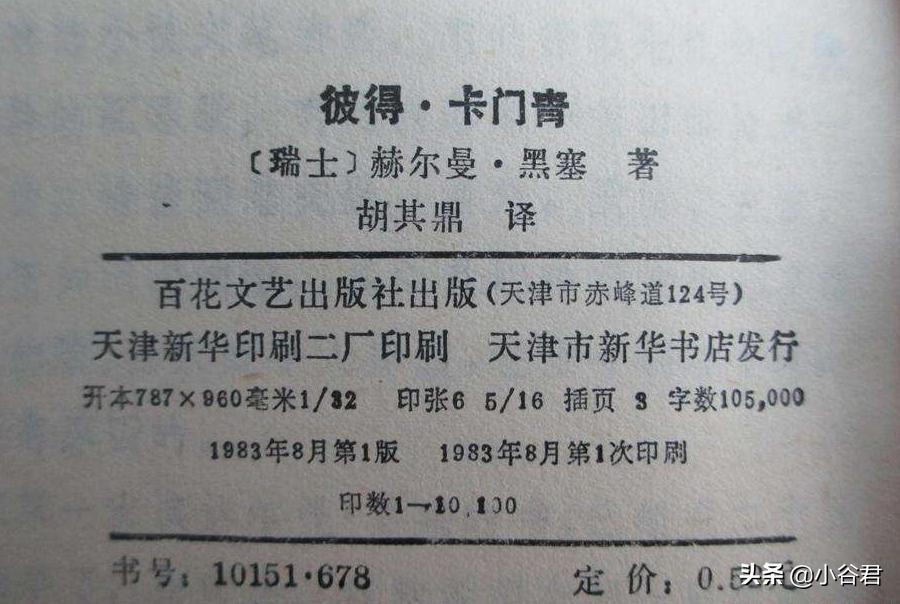 彼得·卡门青
〔瑞士〕赫尔曼·黑塞 著
胡其鼎 译
百花文艺出版社出版(天津市赤峰道124号)
天津新华印刷二厂印刷 天津市新华书店发行
开本787×960毫米1/32 印张6 5/16 插页 3 字数105,000
1983年8月第1版 1983年8月第1次印刷
印数1—10,100
书号：10151·678 定价：0.5
头条 @小谷君